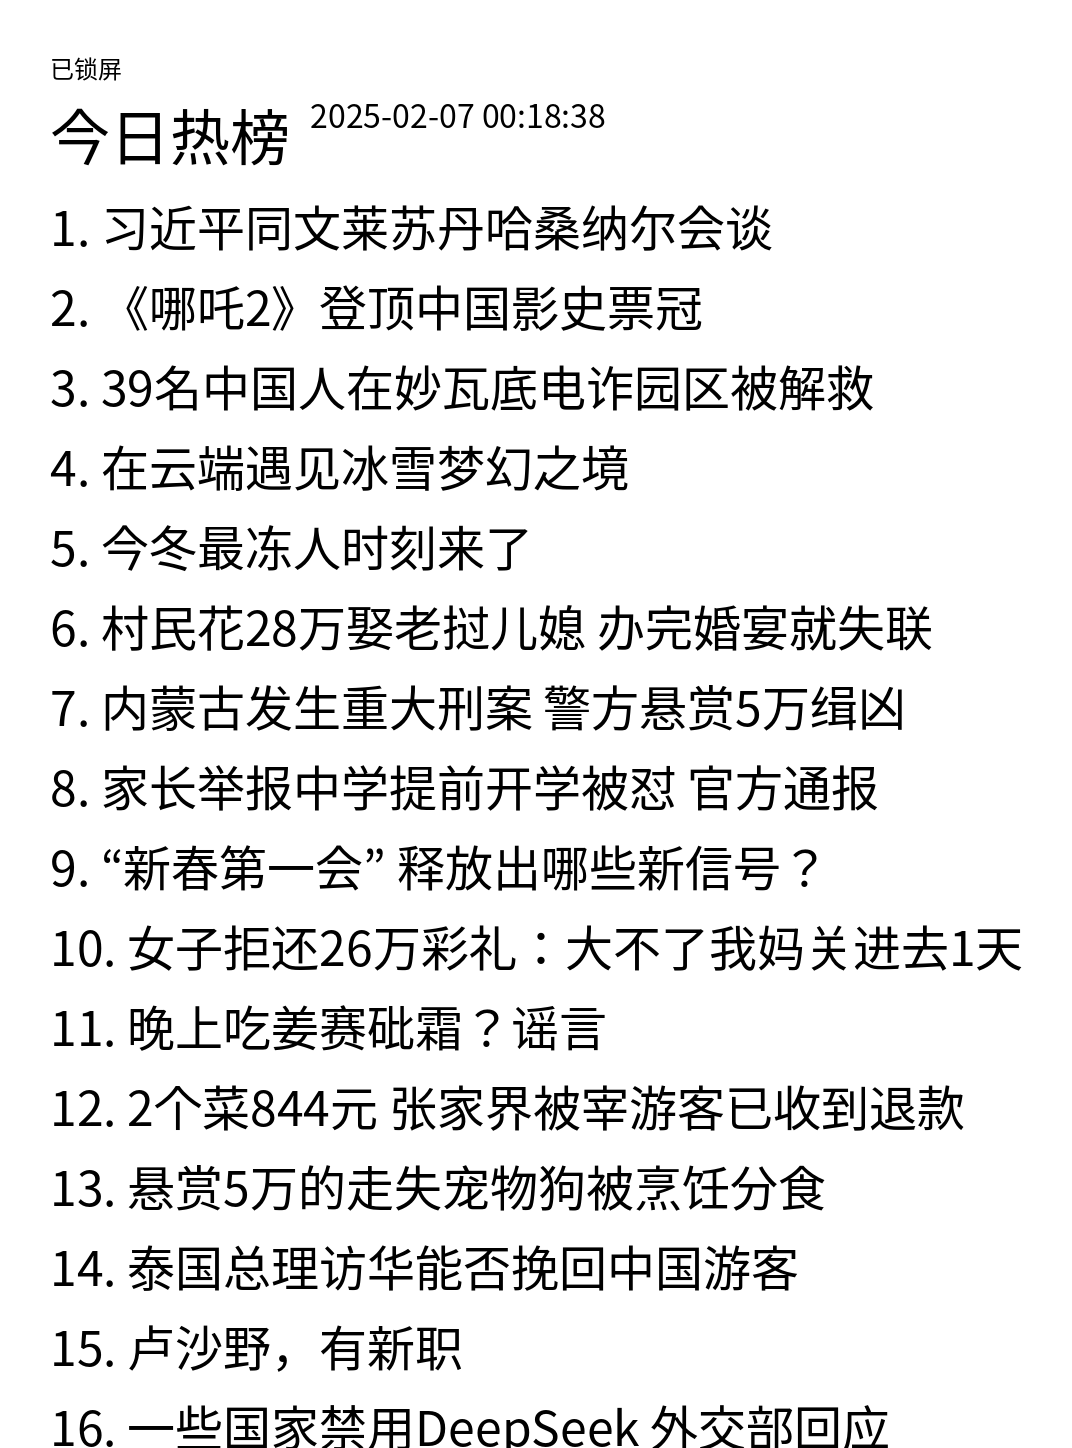 已锁屏
今日热榜 2025-02-07 00:18:38
1. 习近平同文莱苏丹哈桑纳尔会谈
2. 《哪吒2》登顶中国影史票冠
3. 39名中国人在妙瓦底电诈园区被解救
4. 在云端遇见冰雪梦幻之境
5. 今冬最冻人时刻来了
6. 村民花28万娶老挝儿媳 办完婚宴就失联
7. 内蒙古发生重大刑案 警方悬赏5万缉凶
8. 家长举报中学提前开学被怼 官方通报
9. “新春第一会” 释放出哪些新信号？
10. 女子拒还26万彩礼：大不了我妈关进去1天
11. 晚上吃姜赛砒霜？谣言
12. 2个菜844元 张家界被宰游客已收到退款
13. 悬赏5万的走失宠物狗被烹饪分食
14. 泰国总理访华能否挽回中国游客
15. 卢沙野，有新职
16. 一些国家禁用DeepSeek 外交部回应